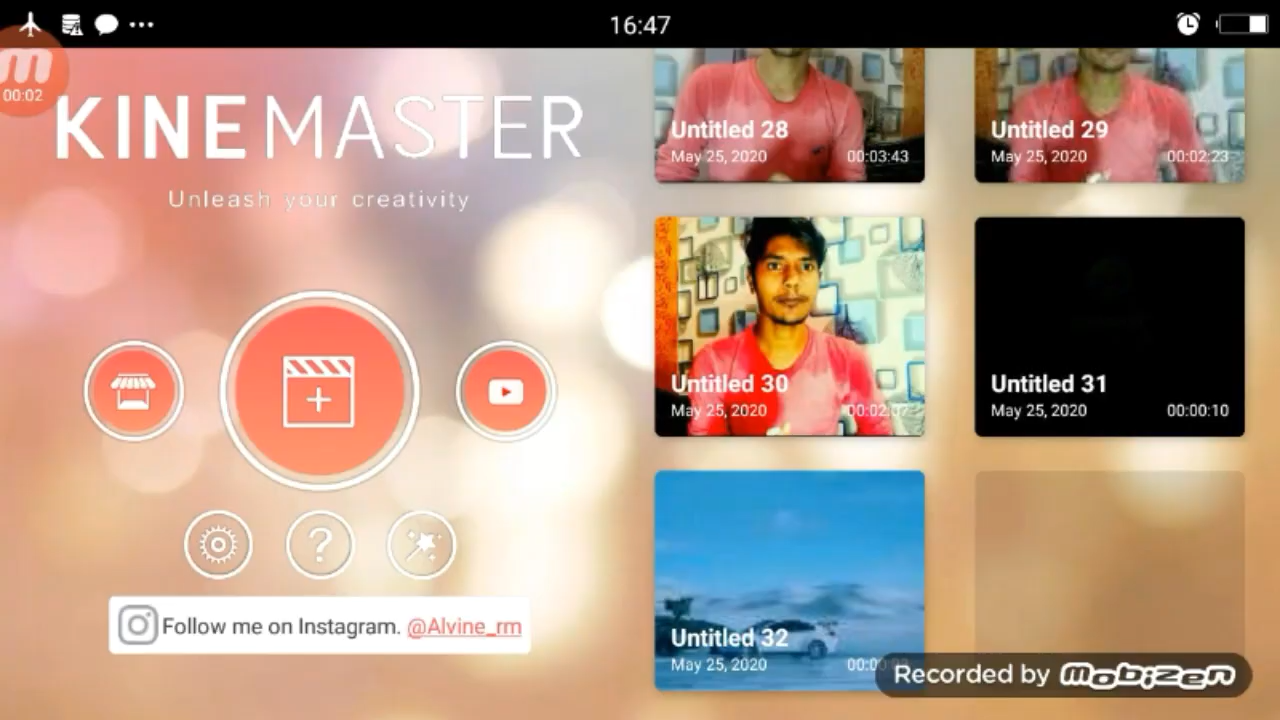 16:47
m
00:02
KINEMASTER
Unleash your creativity
Follow me on Instagram. @Alvine_rm
Untitled 28
May 25, 2020 00:03:43
Untitled 29
May 25, 2020 00:02:23
Untitled 30
May 25, 2020
Untitled 31
May 25, 2020 00:00:10
Untitled 32
May 25, 2020
Recorded by mobizen